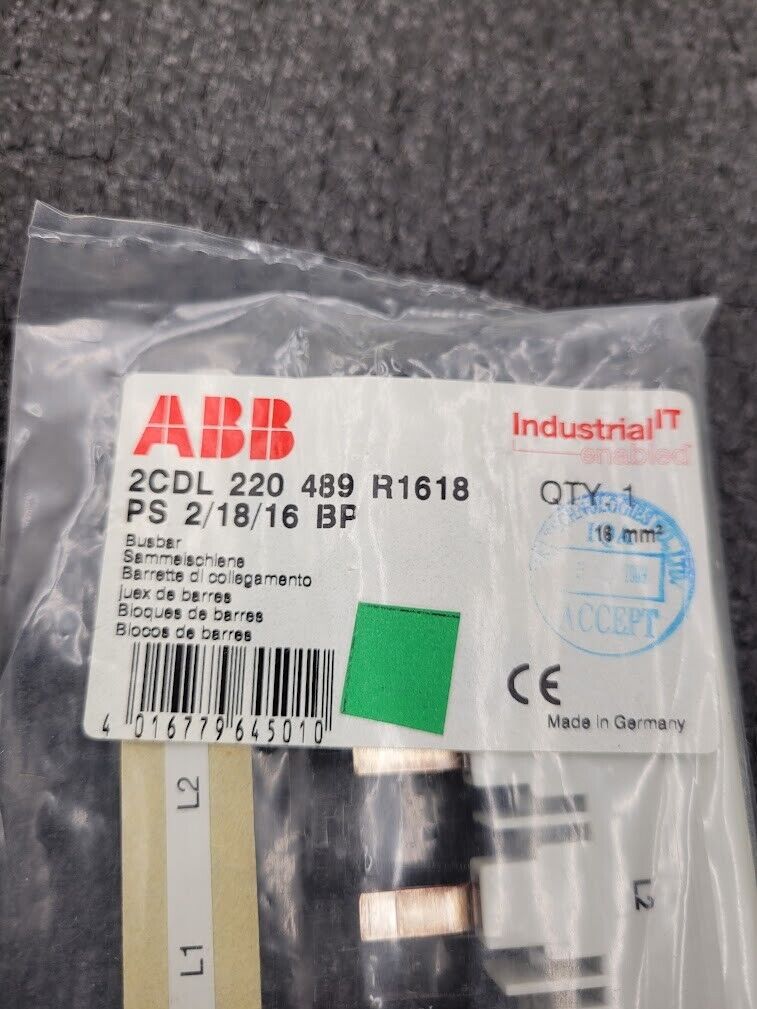 ABB
Industrial IT
enabled
2CDL 220 489 R1618
QTY. 1
PS 2/18/16 BP
16 mm²
Busbar
Sammelschiene
Barrette di collegamento
juex de barres
Bloques de barres
Blocos de barres
ACCEPT
CE
4 016779 645010
Made in Germany
L2
L2
L1